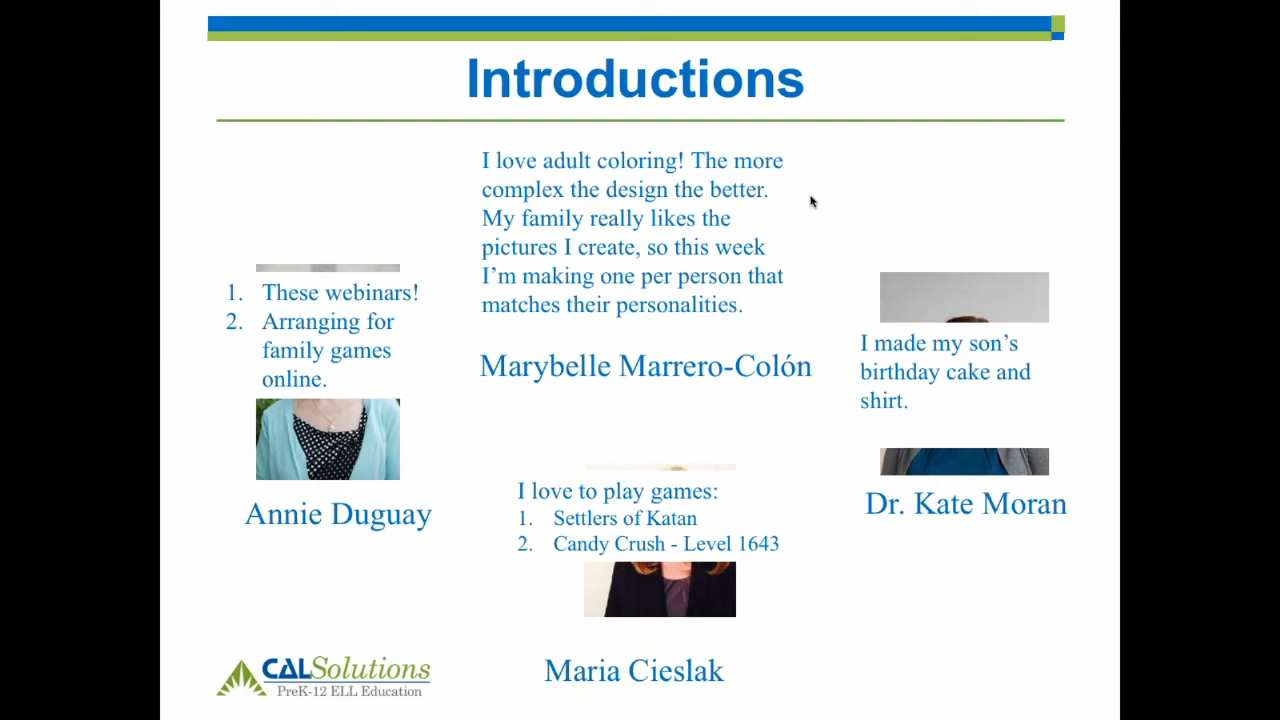 Introductions
I love adult coloring! The more
complex the design the better.
My family really likes the
pictures I create, so this week
I'm making one per person that
matches their personalities.
Marybelle Marrero-Colón
1. These webinars!
2. Arranging for
family games
online.
Annie Duguay
I made my son's
birthday cake and
shirt.
Dr. Kate Moran
I love to play games:
1. Settlers of Katan
2. Candy Crush - Level 1643
Maria Cieslak
CALSolutions
PreK-12 ELL Education